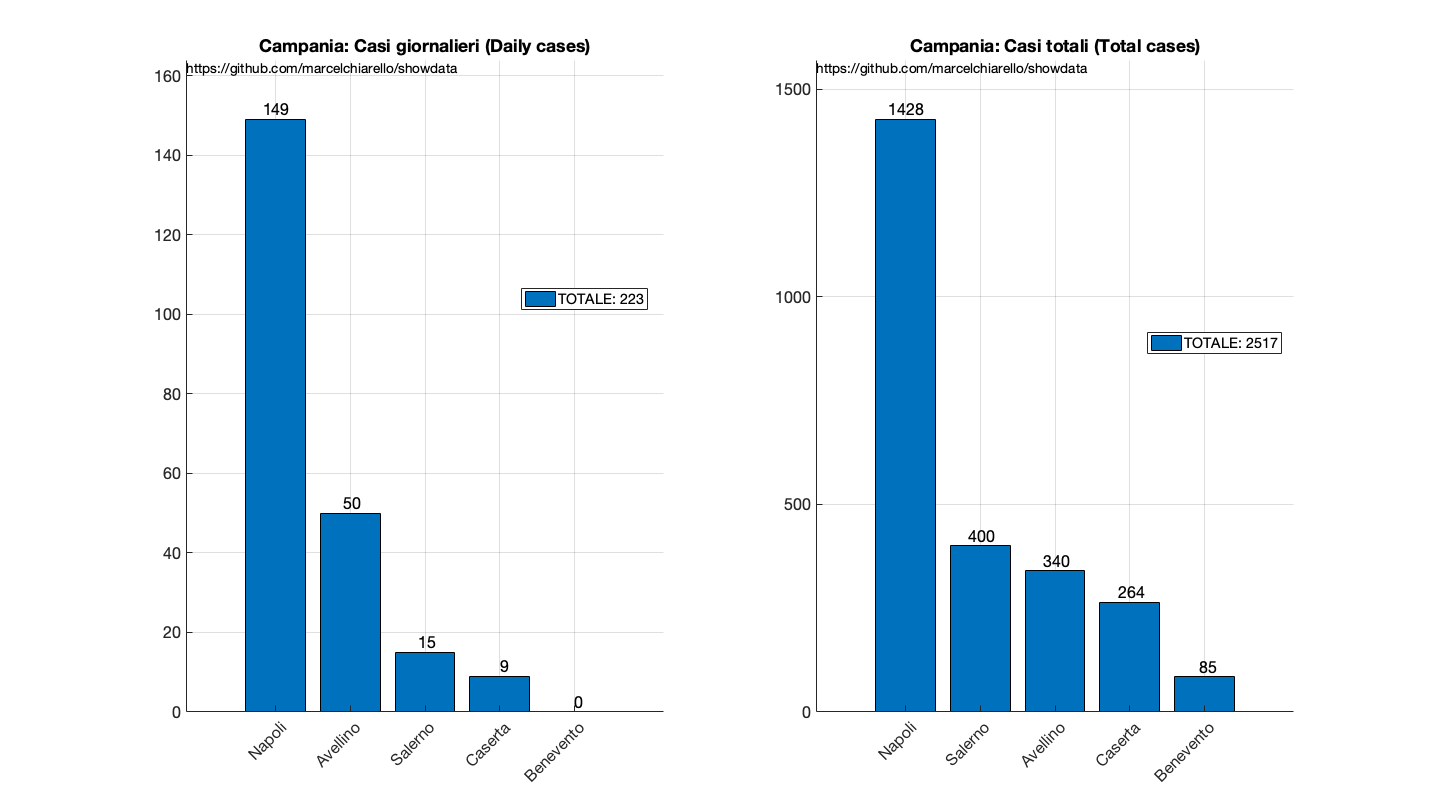 Campania: Casi giornalieri (Daily cases)
https://github.com/marcelchiarello/showdata
160
140
120
100
80
60
40
20
0
149
50
15
9
0
TOTALE: 223
Napoli
Avellino
Salerno
Caserta
Benevento
Campania: Casi totali (Total cases)
https://github.com/marcelchiarello/showdata
1500
1000
500
0
1428
400
340
264
85
TOTALE: 2517
Napoli
Salerno
Avellino
Caserta
Benevento